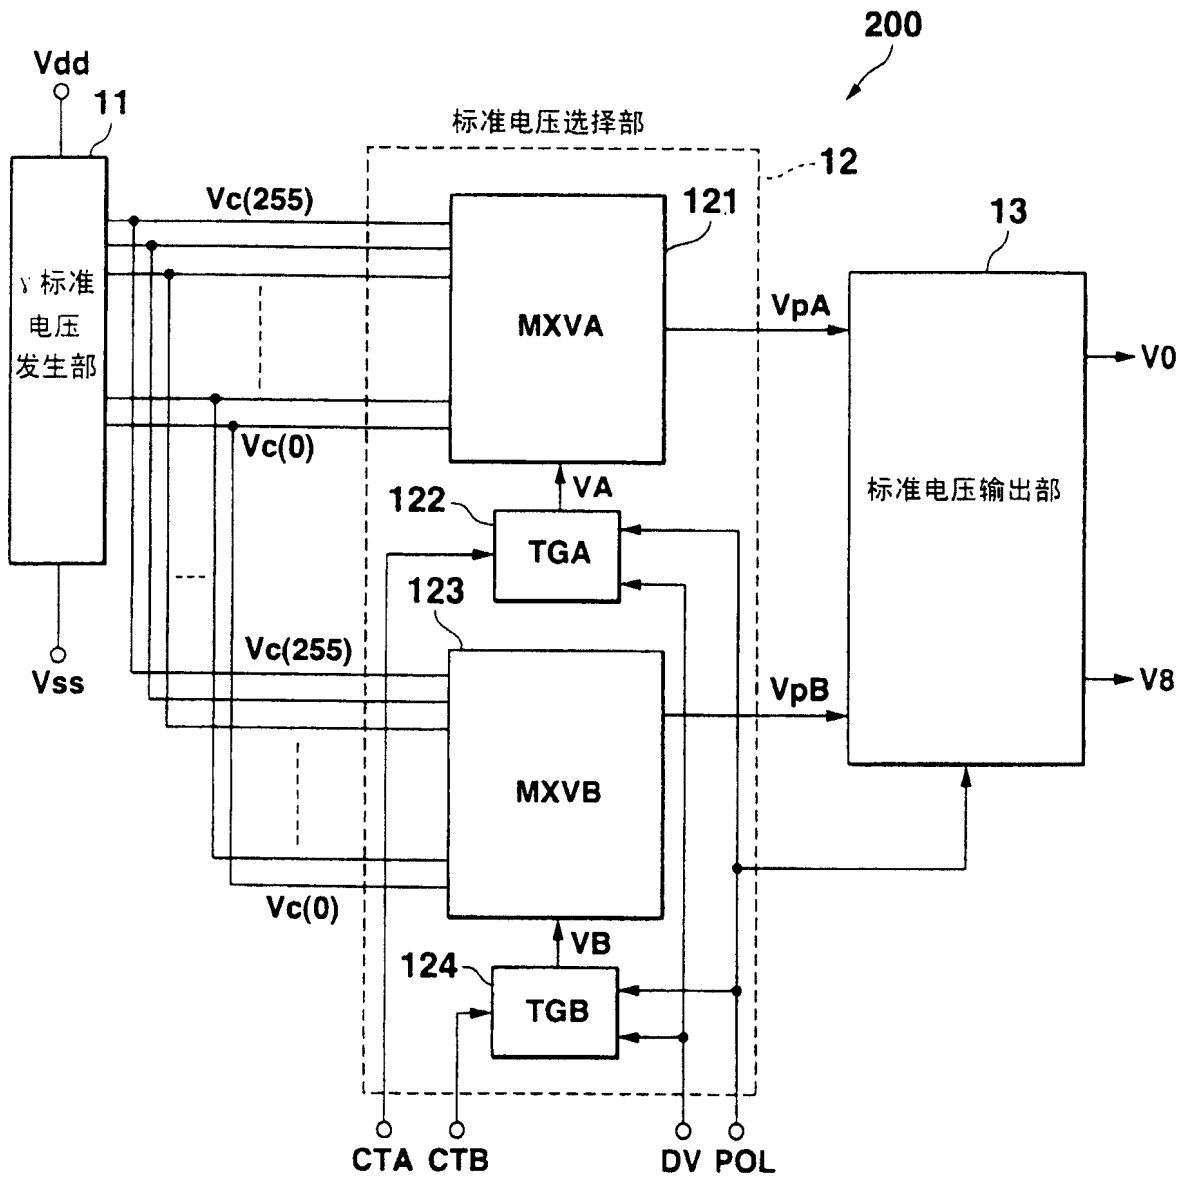 200
Vdd
11
标准电压选择部
12
Vc(255)
121
13
γ标准
电压
发生部
MXVA
VpA
V0
Vc(0)
VA
标准电压输出部
122
TGA
123
Vc(255)
Vss
VpB
V8
MXVB
Vc(0)
VB
124
TGB
CTA CTB DV POL